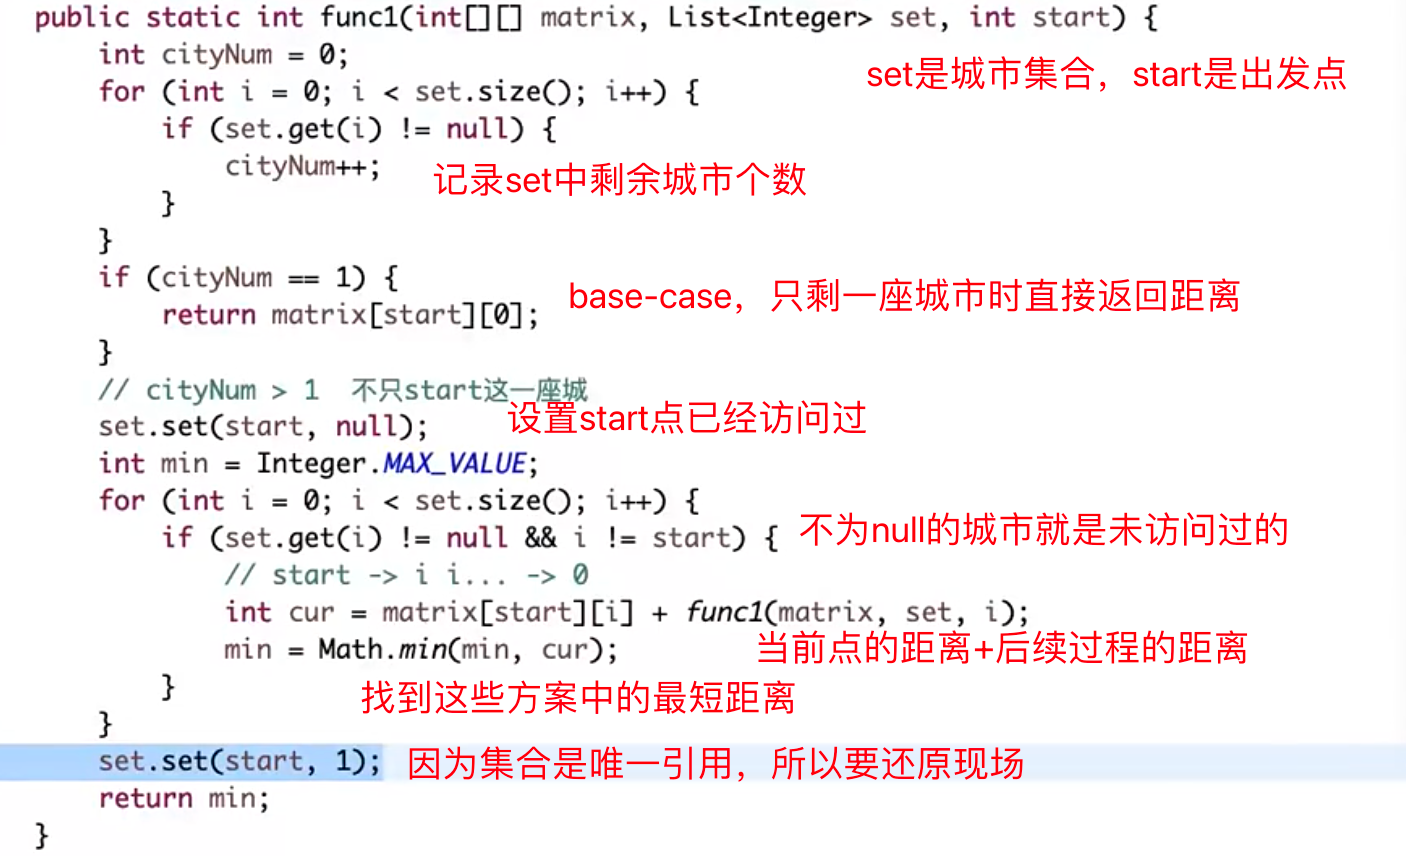 public static int func1(int[][] matrix, List<Integer> set, int start) {
int cityNum = 0;
set是城市集合，start是出发点
for (int i = 0; i < set.size(); i++) {
if (set.get(i) != null) {
cityNum++;
记录set中剩余城市个数
}
}
if (cityNum == 1) {
base-case，只剩一座城市时直接返回距离
return matrix[start][0];
}
// cityNum > 1 不只start这一座城
设置start点已经访问过
set.set(start, null);
int min = Integer.MAX_VALUE;
for (int i = 0; i < set.size(); i++) {
不为null的城市就是未访问过的
if (set.get(i) != null && i != start) {
// start -> i i... -> 0
int cur = matrix[start][i] + func1(matrix, set, i);
min = Math.min(min, cur);
当前点的距离+后续过程的距离
}
找到这些方案中的最短距离
}
set.set(start, 1);
因为集合是唯一引用，所以要还原现场
return min;
}